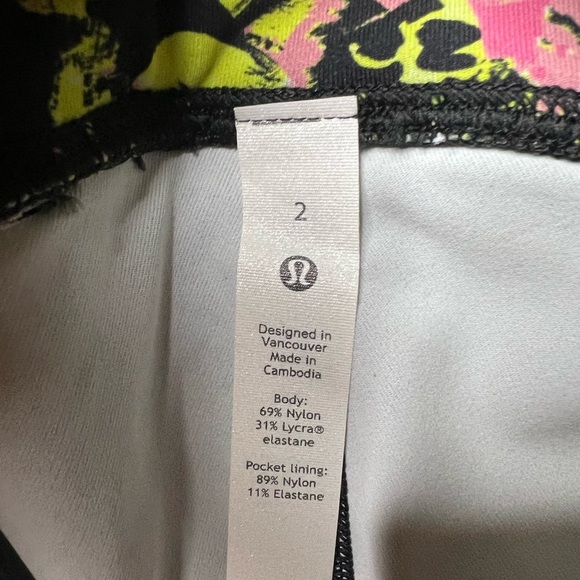 2
Designed in
Vancouver
Made in
Cambodia
Body:
69% Nylon
31% Lycra®
elastane
Pocket lining:
89% Nylon
11% Elastane